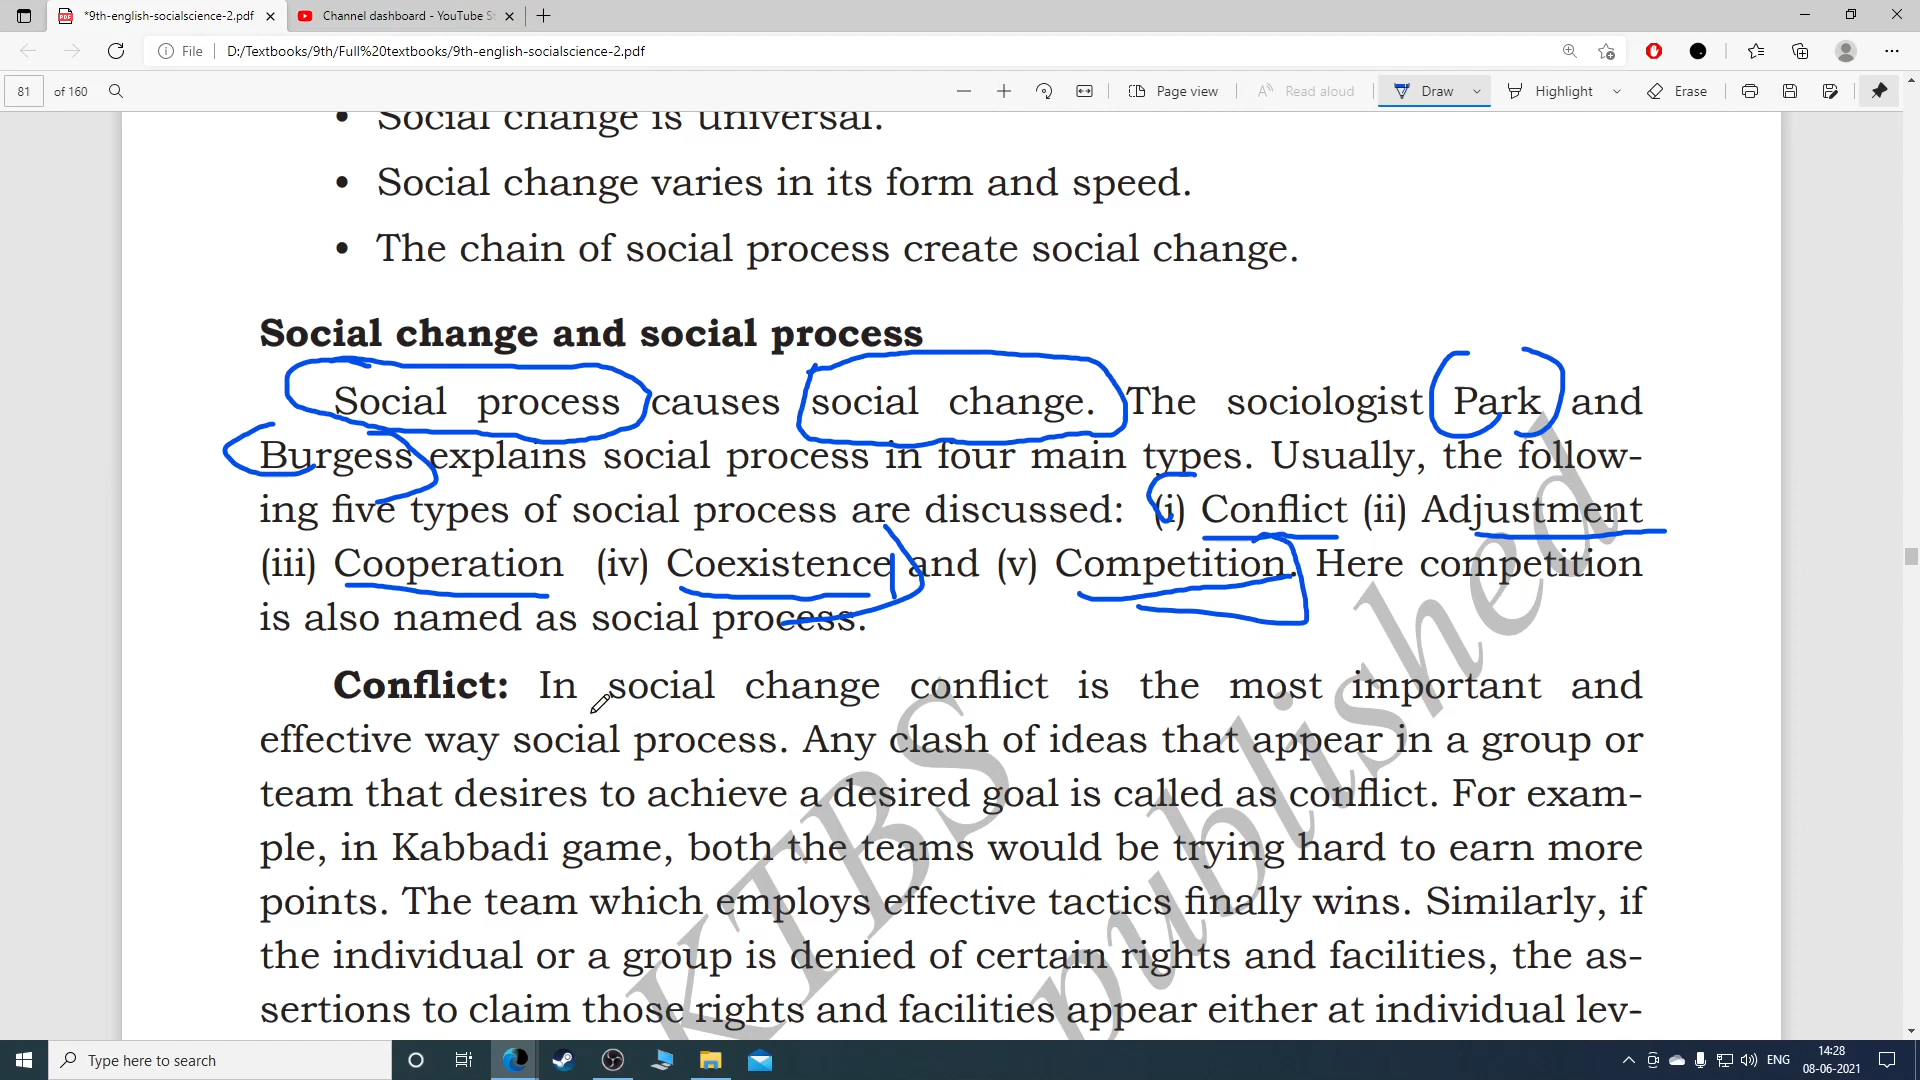 *9th-english-socialscience-2.pdf
Channel dashboard - YouTube St
File
D:/Textbooks/9th/Full%20textbooks/9th-english-socialscience-2.pdf
81 of 160
Page view
Read aloud
Draw
Highlight
Erase
• Social change is universal.
• Social change varies in its form and speed.
• The chain of social process create social change.
Social change and social process
Social process causes social change. The sociologist Park and
Burgess explains social process in four main types. Usually, the follow-
ing five types of social process are discussed: (i) Conflict (ii) Adjustment
(iii) Cooperation (iv) Coexistence and (v) Competition. Here competition
is also named as social process.
Conflict: In social change conflict is the most important and
effective way social process. Any clash of ideas that appear in a group or
team that desires to achieve a desired goal is called as conflict. For exam-
ple, in Kabbadi game, both the teams would be trying hard to earn more
points. The team which employs effective tactics finally wins. Similarly, if
the individual or a group is denied of certain rights and facilities, the as-
sertions to claim those rights and facilities appear either at individual lev-
KTBS
published
Type here to search
ENG
14:28
08-06-2021